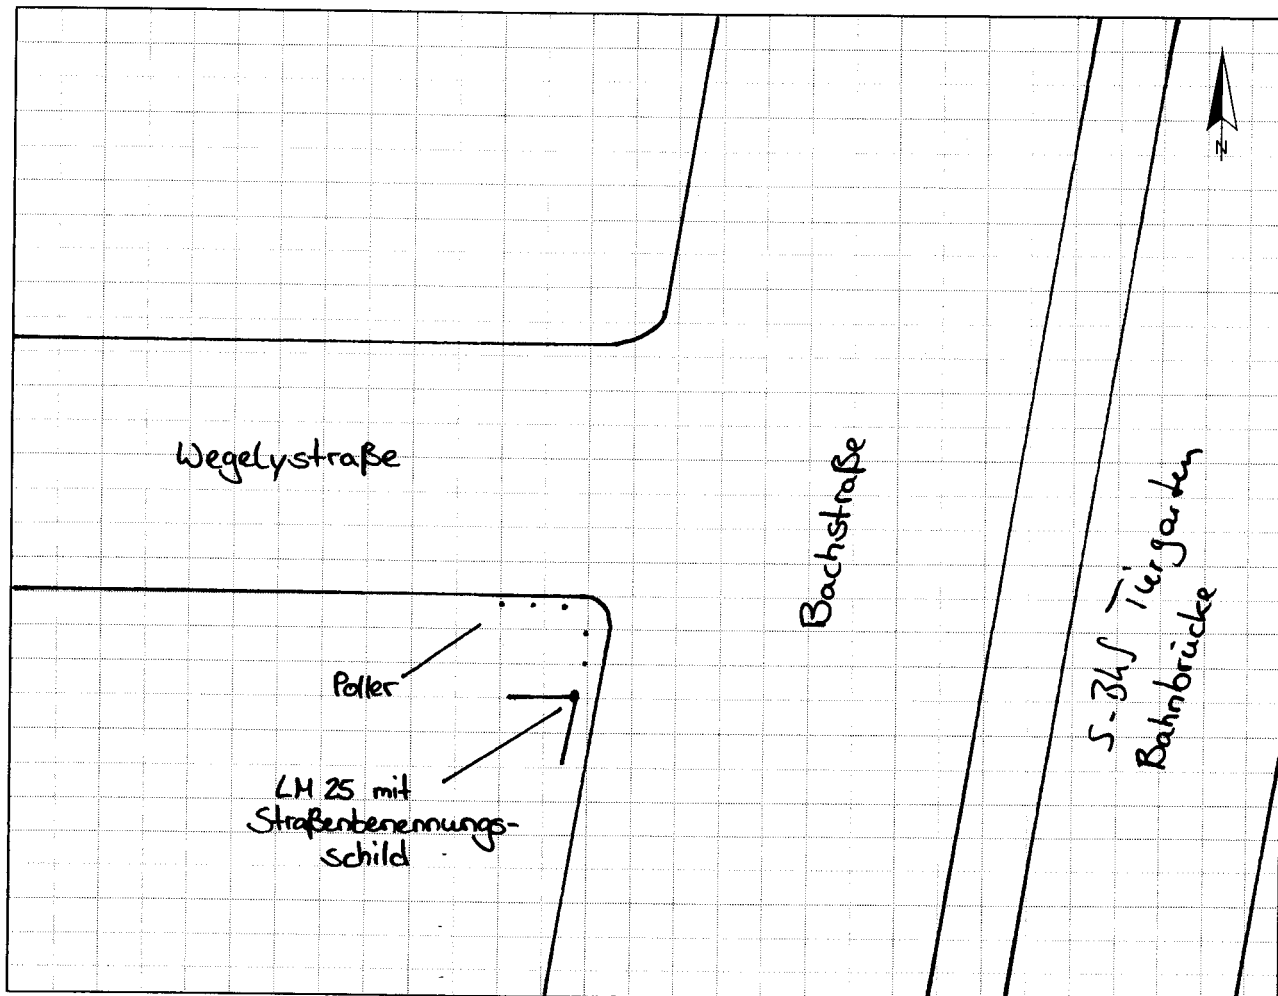 N
Wegelystraße
Bachstraße
S-Bhf Tiergarten
Bahnbrücke
Poller
LM 25 mit
Straßenbenennungs-
schild